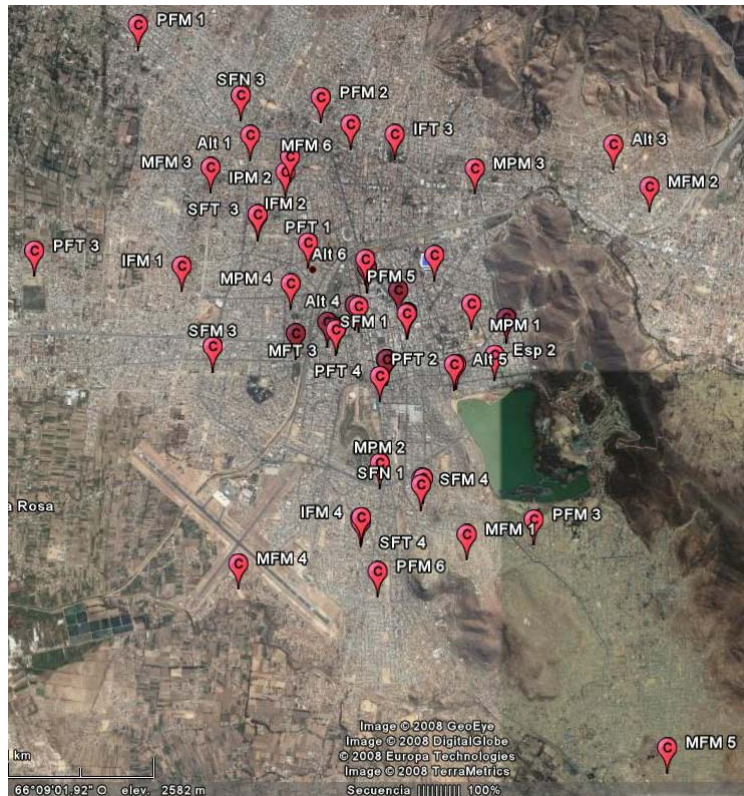 PFM 1
SFN 3
PFM 2
Alt 1
MFM 6
IFT 3
Alt 3
MFM 3
IPM 2
MPM 3
MFM 2
SFT 3
IFM 2
PFT 1
PFT 3
Alt 6
IFM 1
MPM 4
PFM 5
Alt 4
SFM 1
MPM 1
SFM 3
MFT 3
PFT 2
Esp 2
PFT 4
Alt 5
MPM 2
SFN 1
SFM 4
a Rosa
IFM 4
SFT 4
MFM 1
PFM 3
MFM 4
PFM 6
MFM 5
Image © 2008 GeoEye
Image © 2008 DigitalGlobe
© 2008 Europa Technologies
Image © 2008 TerraMetrics
km
66°09'01.92" O elev. 2582 m Secuencia |||||||||| 100%